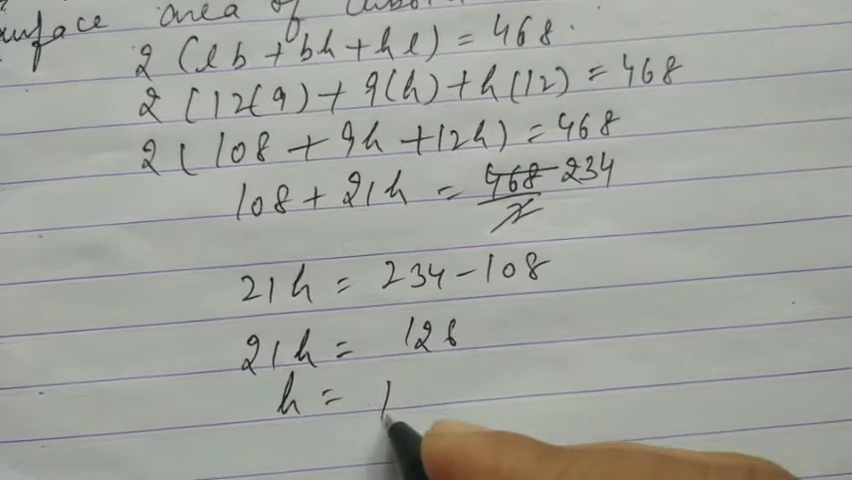 surface area of
2 (lb + bh + hl) = 468.
2 (12(9) + 9(h) + h(12) = 468
2 ( 108 + 9h + 12h) = 468
108 + 21h = 468/2 234
21h = 234 - 108
21h = 126
h = 1